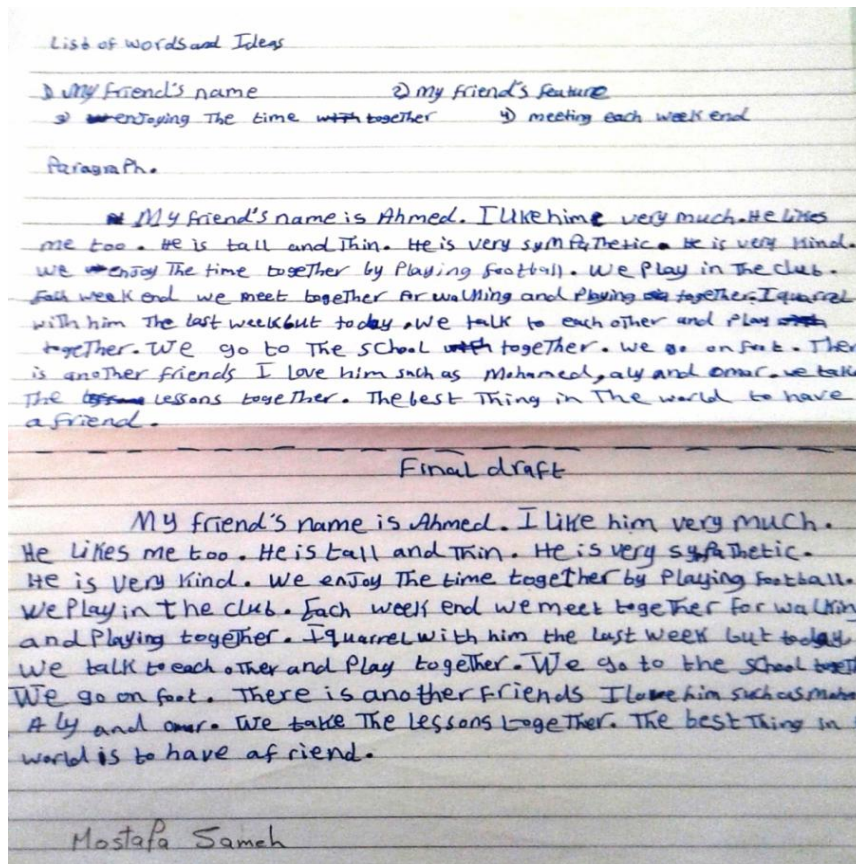 List of words and Ideas
1) My friend's name 2) my friend's feature
3) enjoying The time with together 4) meeting each week end
Paragraph.
My friend's name is Ahmed. I like hime very much. He likes
me too. He is tall and Thin. He is very sympathetic. He is very kind.
we enjoy The time together by Playing football. We Play in The club.
Each week end we meet together for walking and Playing together. I quarrel
with him The last week but today. We talk to each other and Play
together. We go to The school with together. We go on foot. Ther
is another friends I love him such as Mohamed, aly and omar. we take
The lessons together. The best Thing in The world to have
a friend.
Final draft
My friend's name is Ahmed. I like him very much.
He likes me too. He is tall and Thin. He is very sypathetic.
He is very kind. We enjoy The time together by Playing football.
We Play in the club. Each week end we meet together for walkin
and Playing together. I quarrel with him the last week but today
We talk to each other and Play together. We go to the school toget
We go on foot. There is another friends I love him such as moha
Aly and omar. We take The lessons together. The best Thing in
world is to have a friend.
Mostafa Sameh